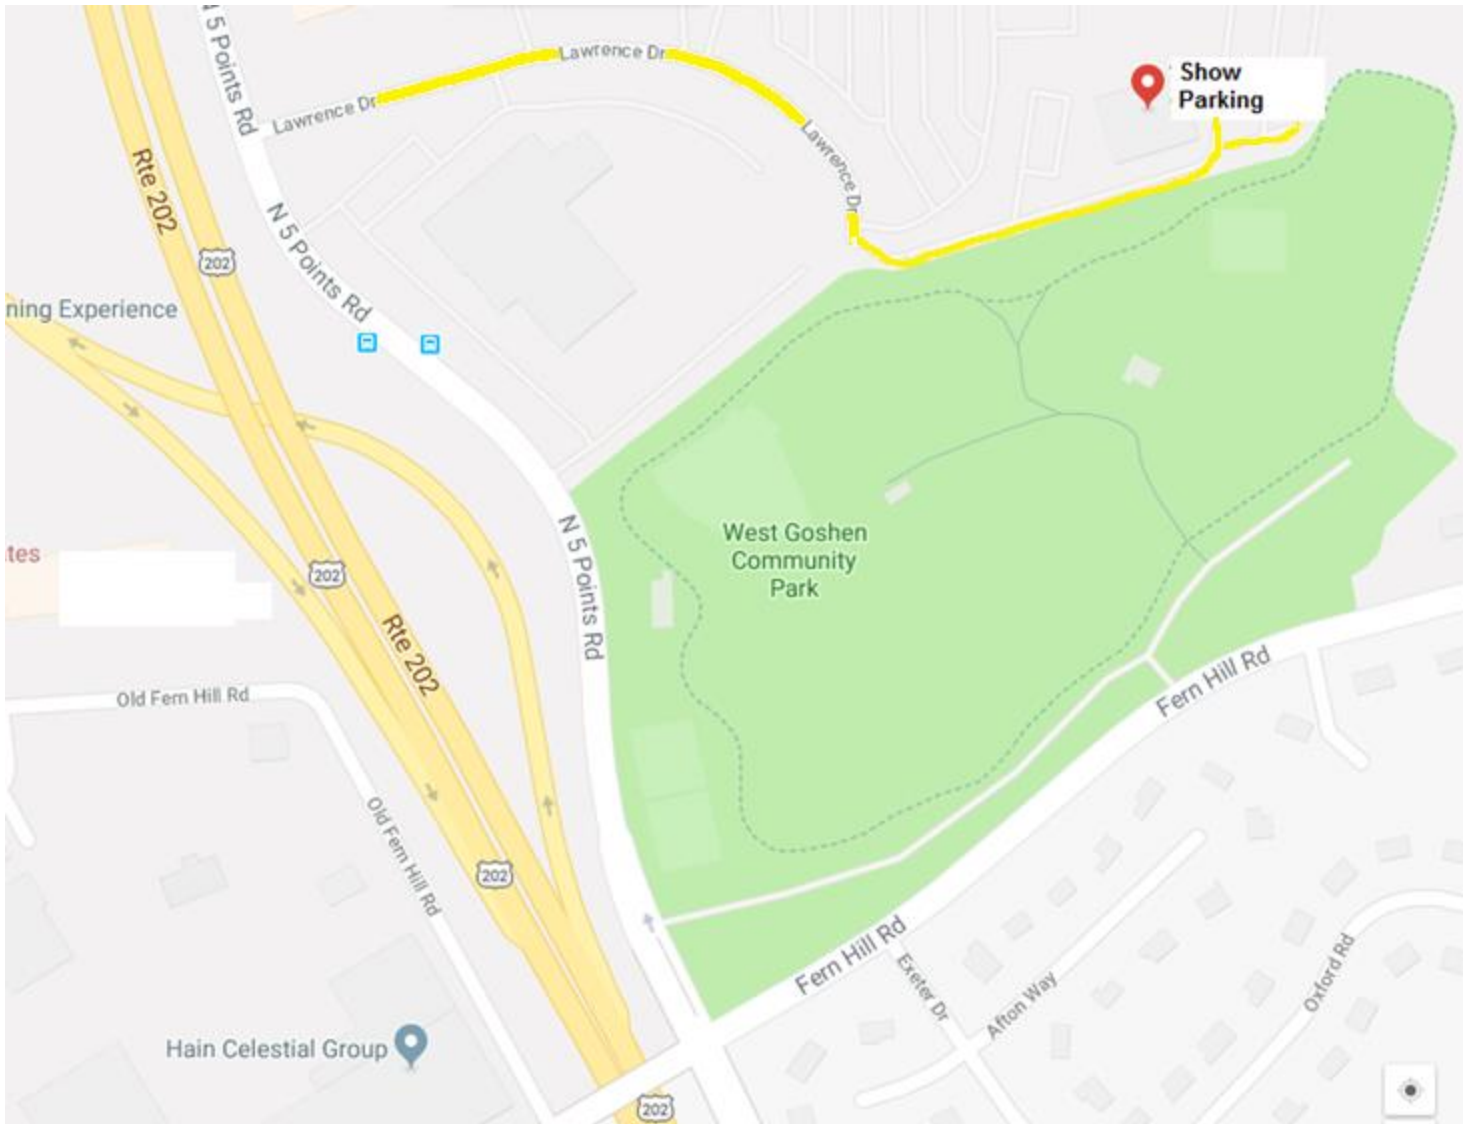 N 5 Points Rd
Lawrence Dr
Lawrence Dr
Show
Parking
Lawrence Dr
Rte 202
N 5 Points Rd
202
ning Experience
West Goshen
Community
Park
N 5 Points Rd
tes
202
Rte 202
Fern Hill Rd
Old Fern Hill Rd
Old Fern Hill Rd
202
Fern Hill Rd
Exeter Dr
Afton Way
Oxford Rd
Hain Celestial Group
202